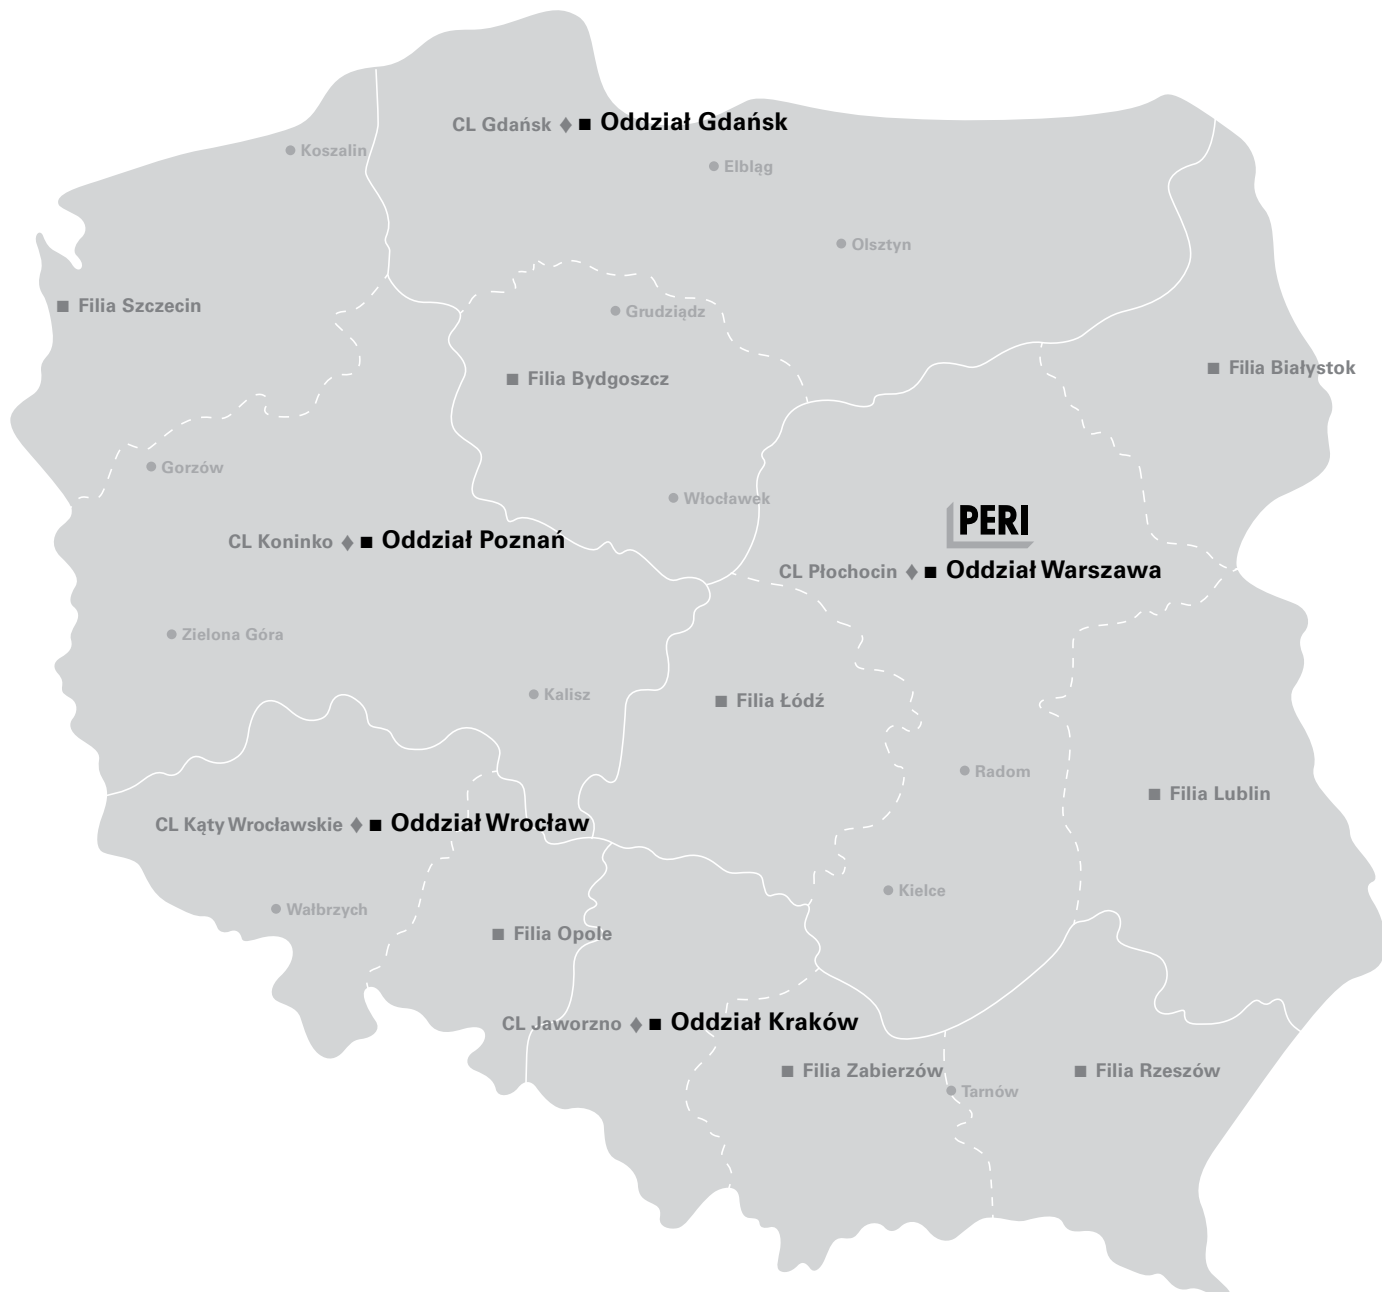 CL Gdańsk ♦ ■ Oddział Gdańsk
Koszalin
Elbląg
Olsztyn
Filia Szczecin
Grudziądz
Filia Białystok
Filia Bydgoszcz
Gorzów
Włocławek
PERI
CL Koninko ♦ ■ Oddział Poznań
CL Płochocin ♦ ■ Oddział Warszawa
Zielona Góra
Kalisz
Filia Łódź
Radom
Filia Lublin
CL Kąty Wrocławskie ♦ ■ Oddział Wrocław
Kielce
Wałbrzych
Filia Opole
CL Jaworzno ♦ ■ Oddział Kraków
Filia Zabierzów
Filia Rzeszów
Tarnów